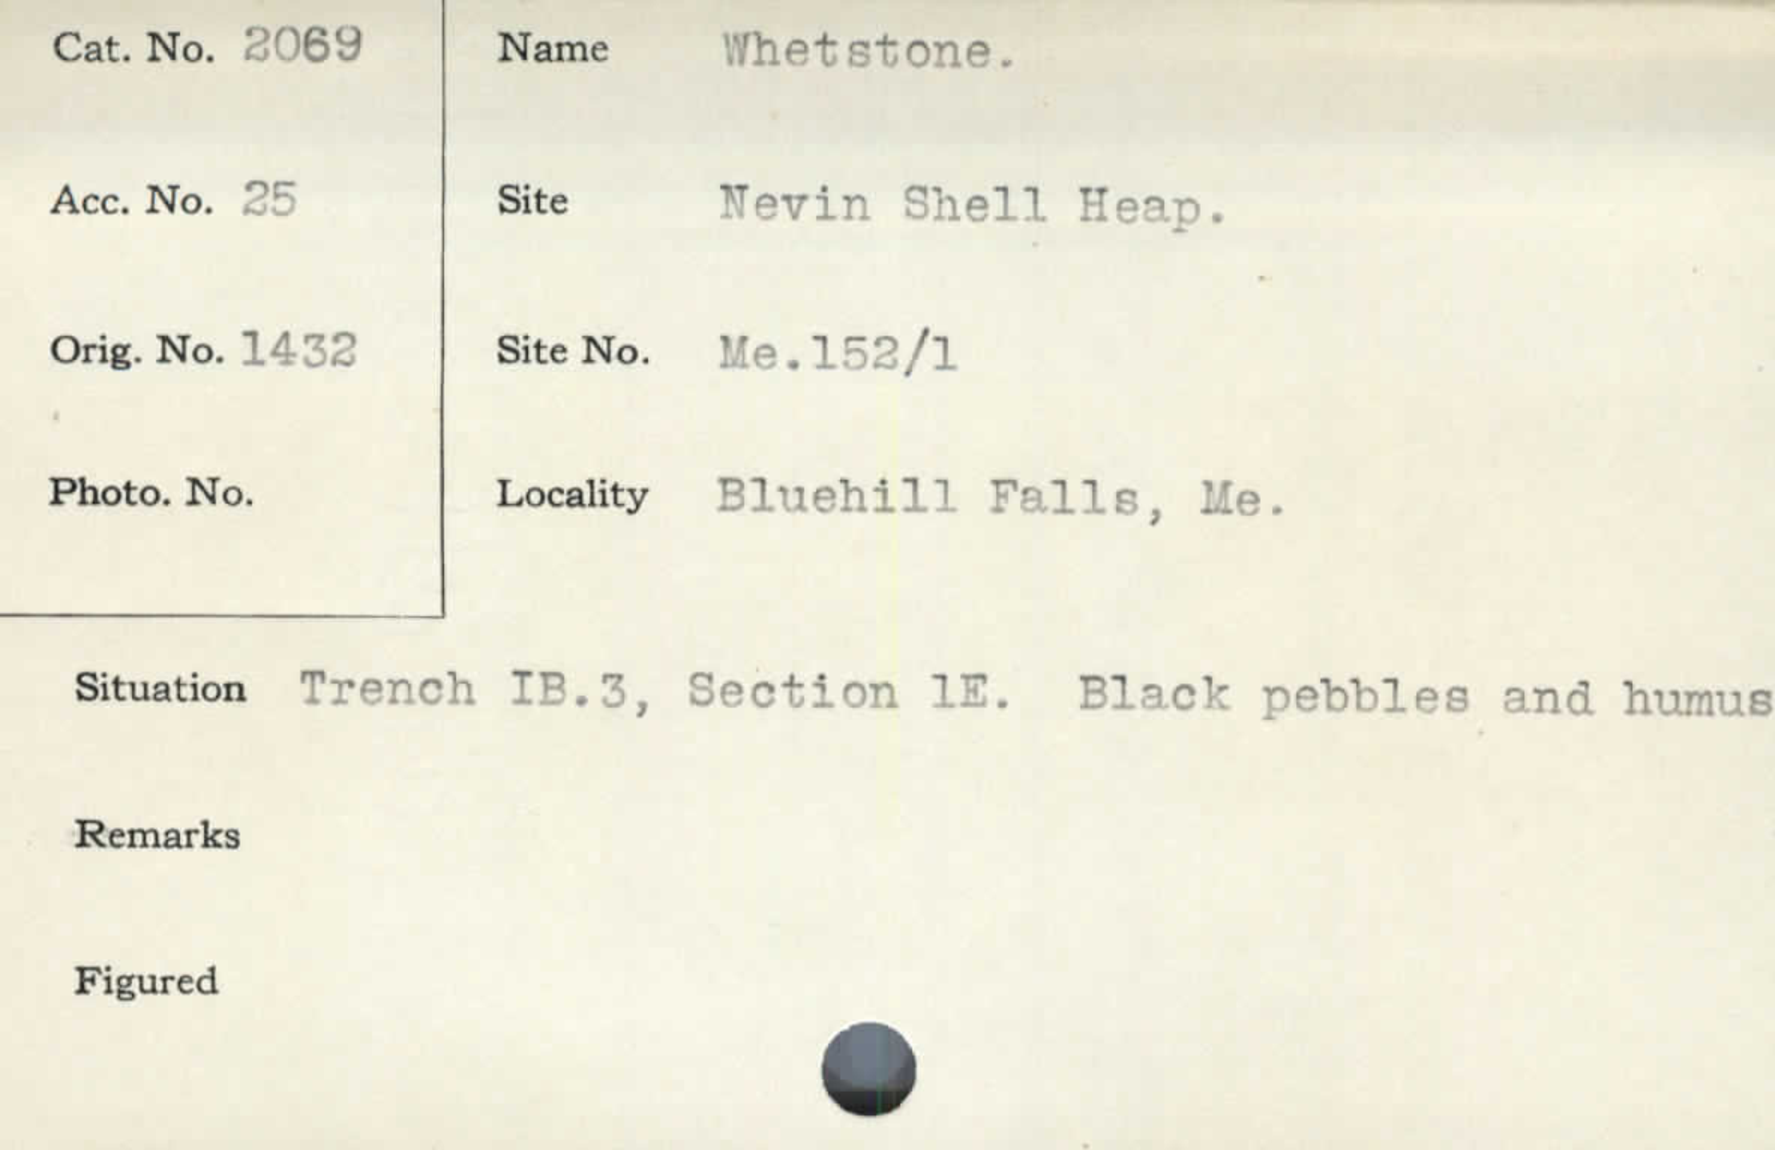 Cat. No. 2069 Name Whetstone.
Acc. No. 25 Site Nevin Shell Heap.
Orig. No. 1432 Site No. Me.152/1
Photo. No. Locality Bluehill Falls, Me.
Situation Trench IB.3, Section 1E. Black pebbles and humus
Remarks
Figured